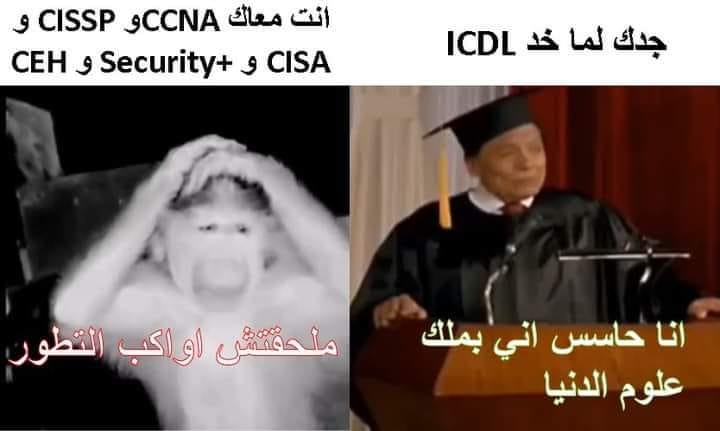 جدك لما خد ICDL
انت معاك CCNAو CISSP و
CISA و +Security و CEH
انا حاسس اني بملك
علوم الدنيا
ملحقتش اواكب التطور